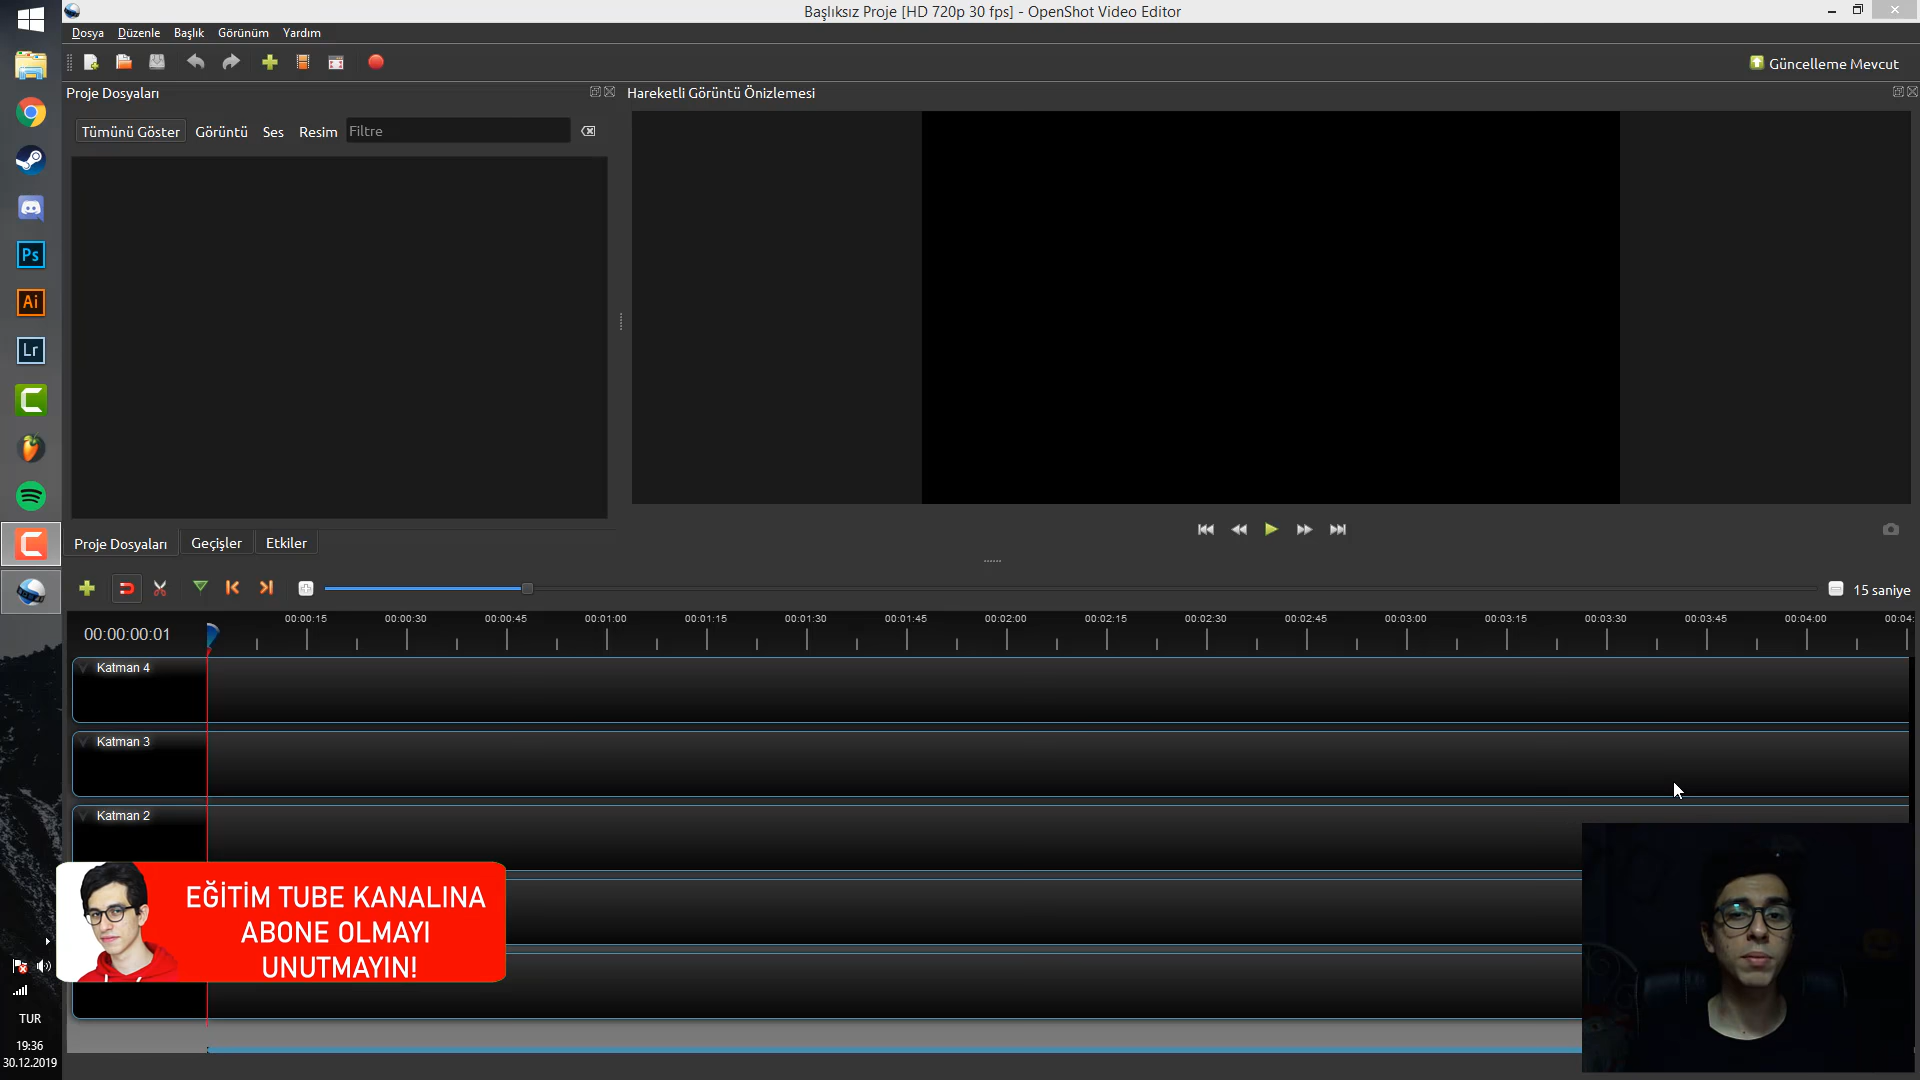 Başlıksız Proje [HD 720p 30 fps] - OpenShot Video Editor
Dosya Düzenle Başlık Görünüm Yardım
Güncelleme Mevcut
Proje Dosyaları
Hareketli Görüntü Önizlemesi
Tümünü Göster Görüntü Ses Resim Filtre
Ps
Ai
Lr
Proje Dosyaları Geçişler Etkiler
15 saniye
00:00:00:01
00:00:15 00:00:30 00:00:45 00:01:00 00:01:15 00:01:30 00:01:45 00:02:00 00:02:15 00:02:30 00:02:45 00:03:00 00:03:15 00:03:30 00:03:45 00:04:00 00:04:
Katman 4
Katman 3
Katman 2
EĞİTİM TUBE KANALINA
ABONE OLMAYI
UNUTMAYIN!
TUR
19:36
30.12.2019